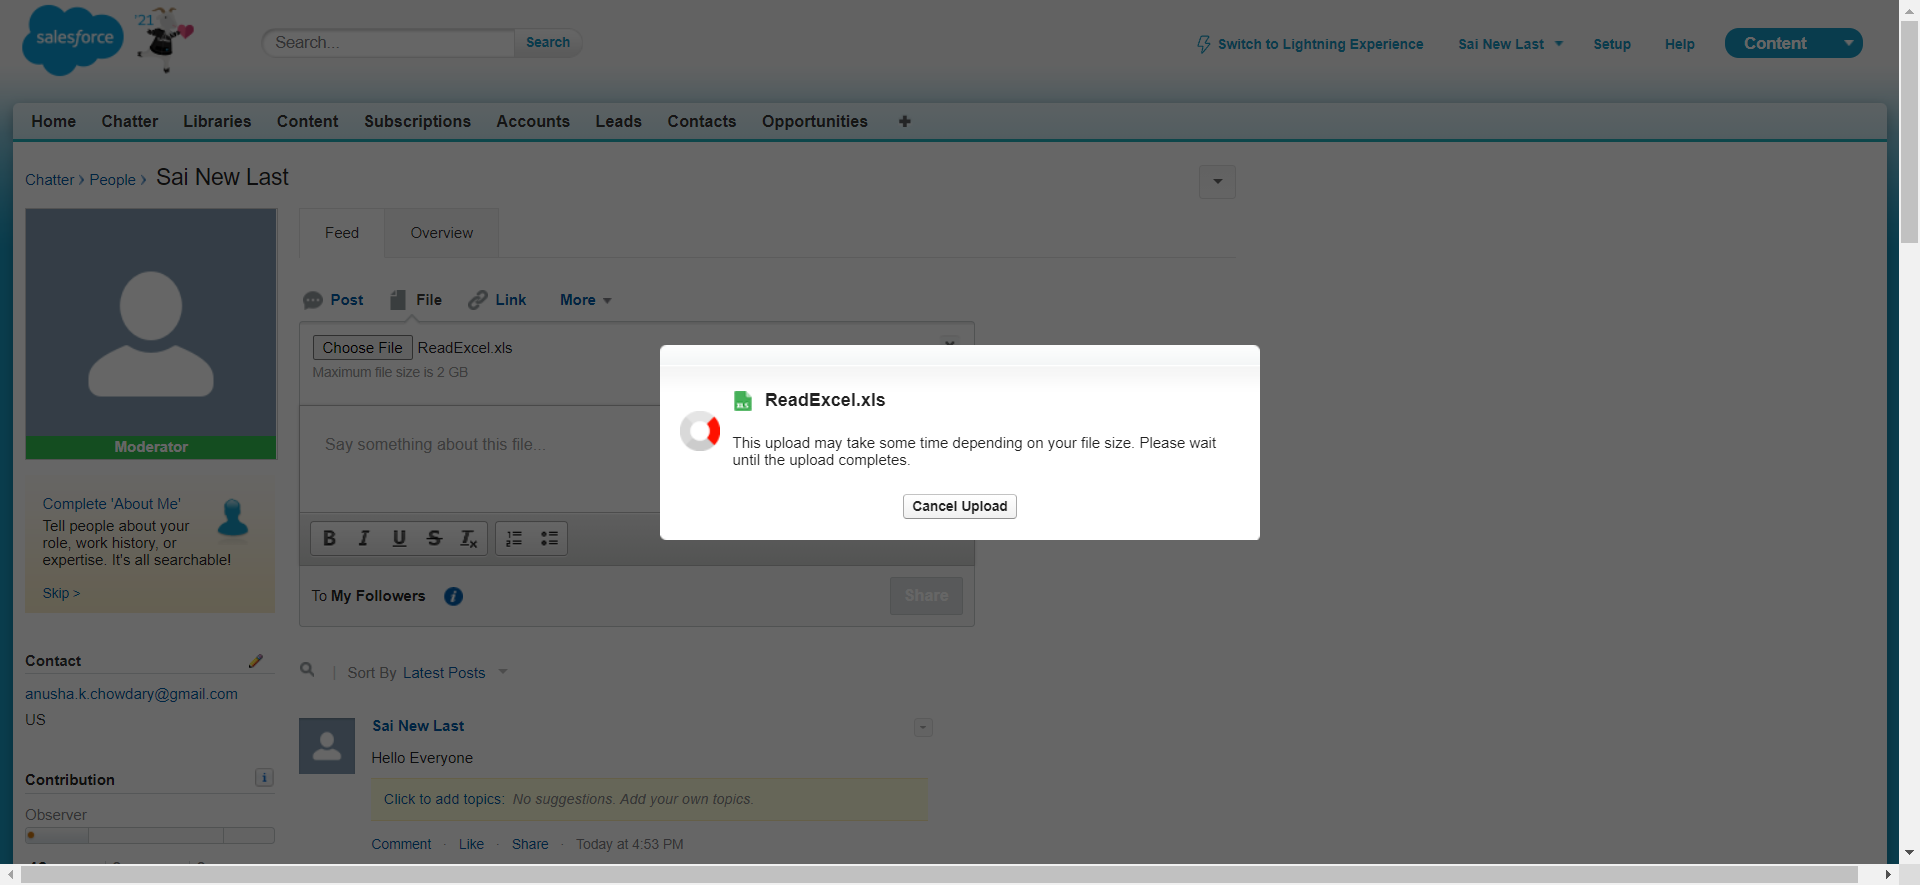 salesforce
'21
Search...
Search
Switch to Lightning Experience
Sai New Last
Setup
Help
Content
Home
Chatter
Libraries
Content
Subscriptions
Accounts
Leads
Contacts
Opportunities
Chatter › People › Sai New Last
Feed
Overview
Post
File
Link
More
Choose File ReadExcel.xls
Maximum file size is 2 GB
Say something about this file...
B I U S Tx
To My Followers
Share
Moderator
Complete 'About Me'
Tell people about your
role, work history, or
expertise. It's all searchable!
Skip >
Contact
anusha.k.chowdary@gmail.com
US
Contribution
Observer
Sort By Latest Posts
Sai New Last
Hello Everyone
Click to add topics: No suggestions. Add your own topics.
Comment · Like · Share · Today at 4:53 PM
XLS
ReadExcel.xls
This upload may take some time depending on your file size. Please wait
until the upload completes.
Cancel Upload